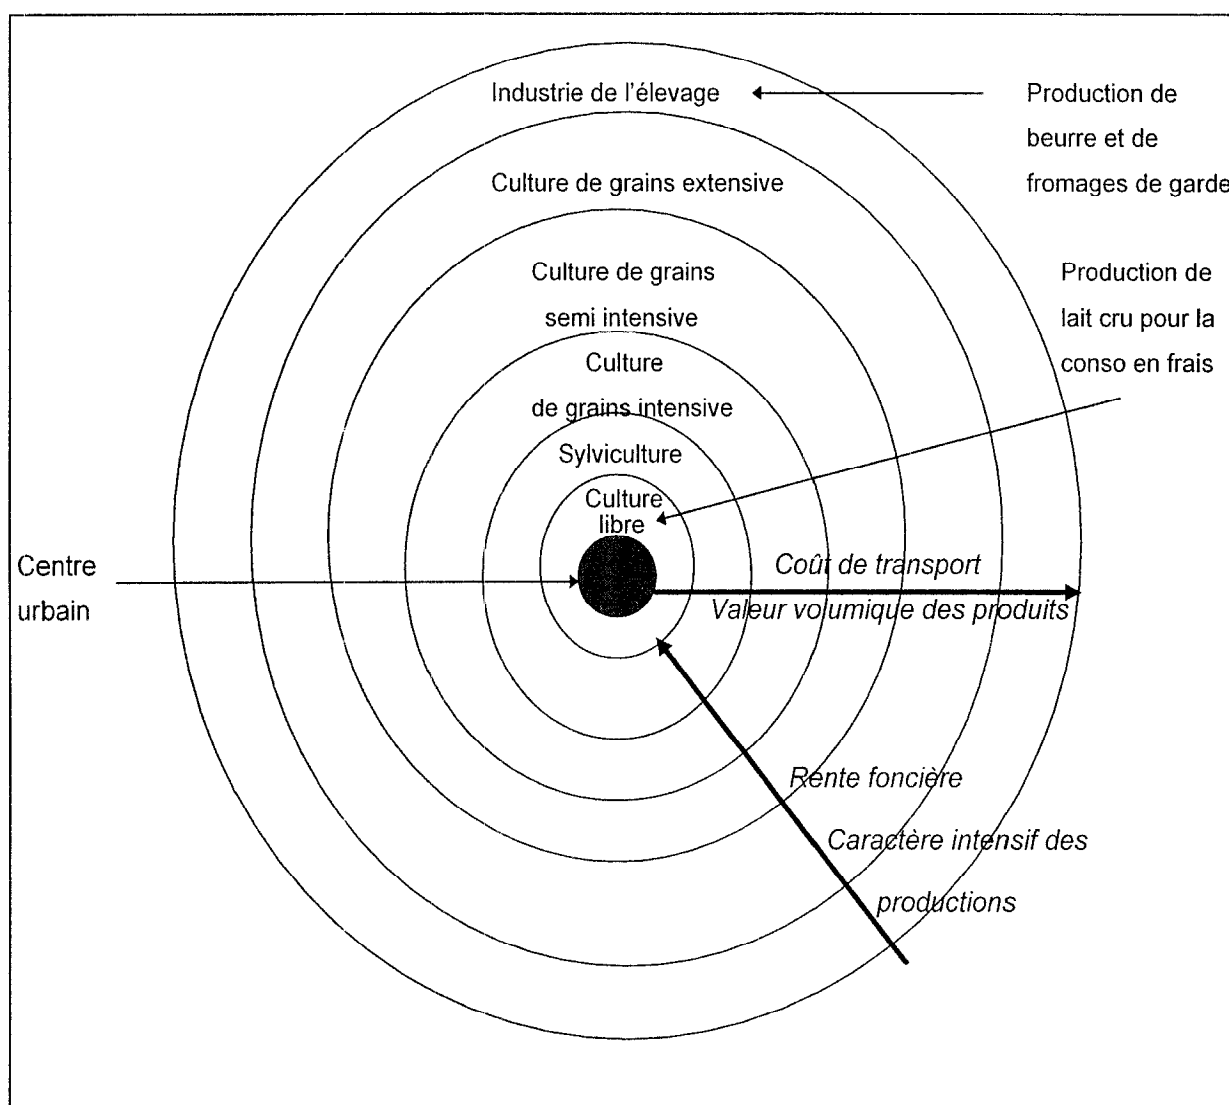 Industrie de l'élevage
Production de
beurre et de
fromages de garde
Culture de grains extensive
Culture de grains
semi intensive
Production de
lait cru pour la
conso en frais
Culture
de grains intensive
Sylviculture
Culture
libre
Centre
urbain
Coût de transport
Valeur volumique des produits
Rente foncière
Caractère intensif des
productions